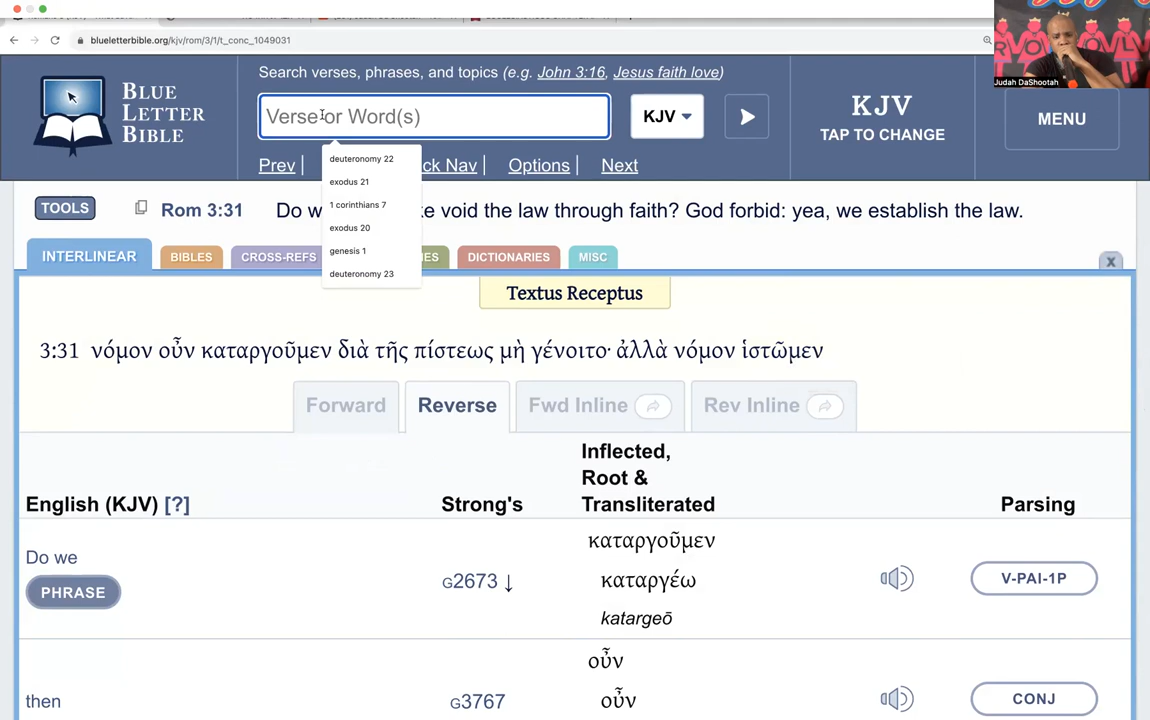 blueletterbible.org/kjv/rom/3/1/t_conc_1049031
BLUE
LETTER
BIBLE
Search verses, phrases, and topics (e.g. John 3:16, Jesus faith love)
Verse or Word(s)
KJV
KJV
TAP TO CHANGE
MENU
Prev | ck Nav | Options | Next
deuteronomy 22
exodus 21
1 corinthians 7
exodus 20
genesis 1
deuteronomy 23
Judah DaShootah
TOOLS
Rom 3:31 Do w e void the law through faith? God forbid: yea, we establish the law.
INTERLINEAR BIBLES CROSS-REFS ES DICTIONARIES MISC X
Textus Receptus
3:31 νόμον οὖν καταργοῦμεν διὰ τῆς πίστεως μὴ γένοιτο· ἀλλὰ νόμον ἱστῶμεν
Forward Reverse Fwd Inline Rev Inline
Inflected,
Root &
English (KJV) [?] Strong's Transliterated Parsing
καταργοῦμεν
Do we
G2673 ↓ καταργέω V-PAI-1P
PHRASE
katargeō
οὖν
then G3767 οὖν CONJ